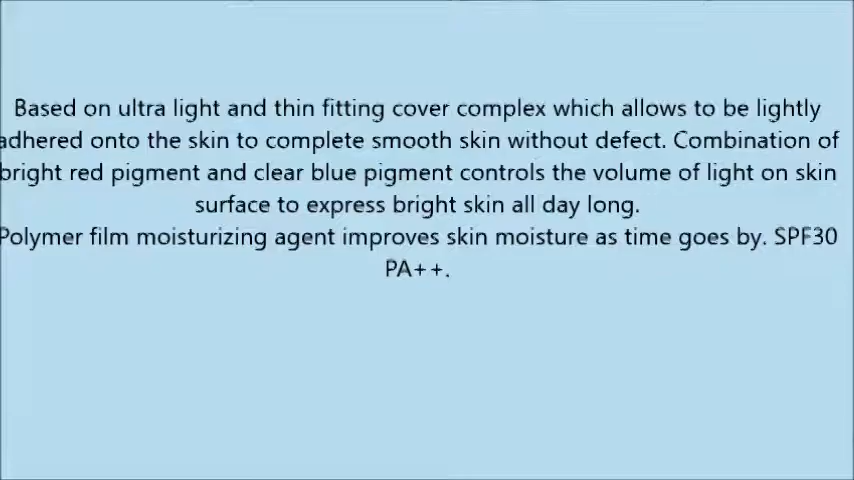 Based on ultra light and thin fitting cover complex which allows to be lightly
adhered onto the skin to complete smooth skin without defect. Combination of
bright red pigment and clear blue pigment controls the volume of light on skin
surface to express bright skin all day long.
Polymer film moisturizing agent improves skin moisture as time goes by. SPF30
PA++.